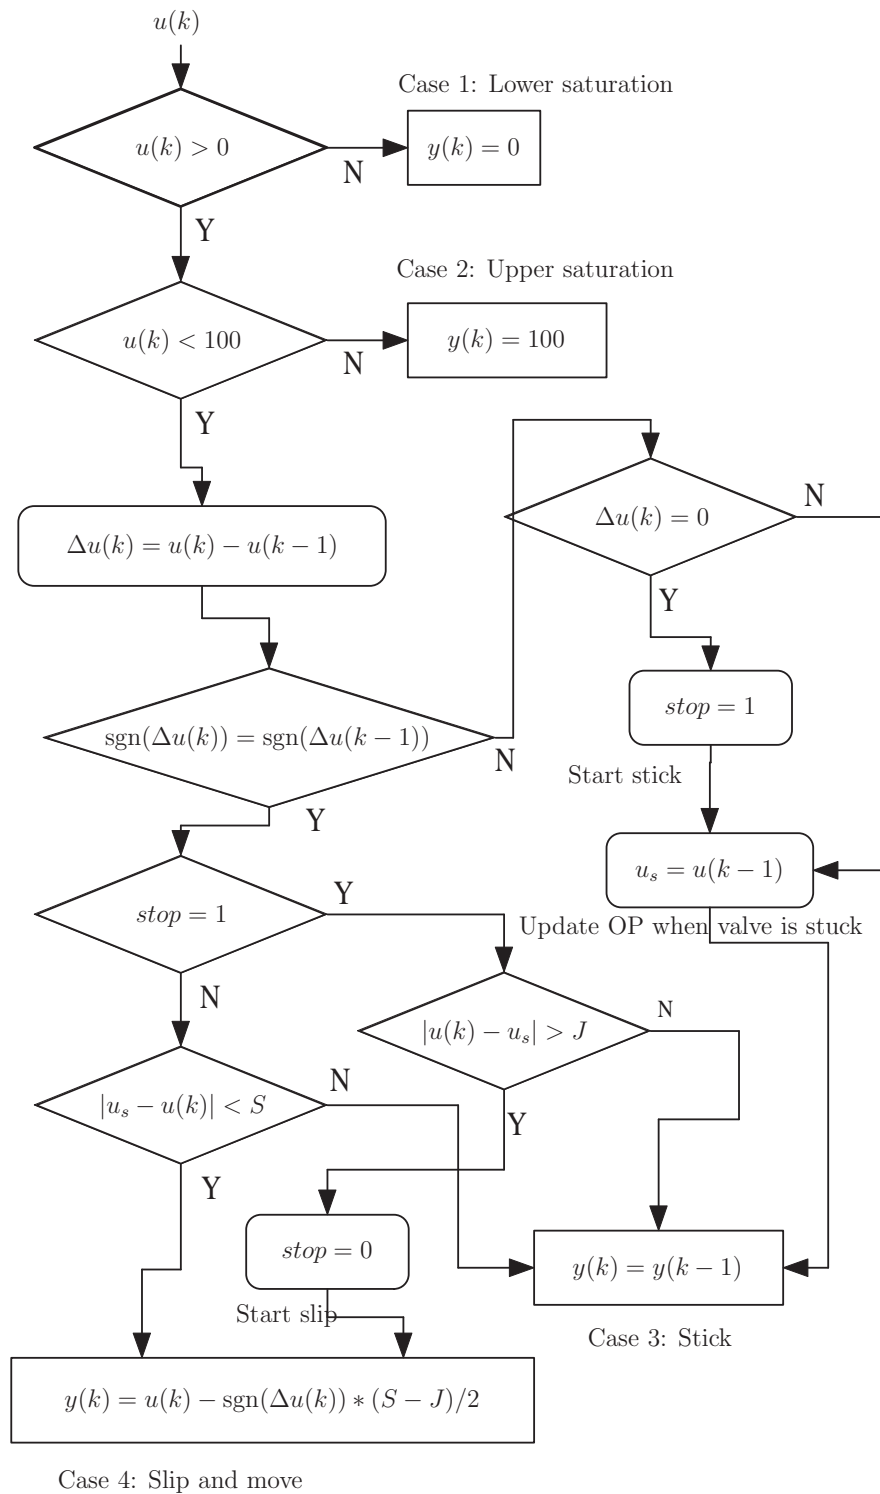 u(k)
Case 1: Lower saturation
u(k) > 0
N
y(k) = 0
Y
Case 2: Upper saturation
u(k) < 100
N
y(k) = 100
Y
Δu(k) = 0
N
Δu(k) = u(k) − u(k − 1)
Y
stop = 1
sgn(Δu(k)) = sgn(Δu(k − 1))
N
Start stick
Y
u_s = u(k − 1)
stop = 1
Y
Update OP when valve is stuck
N
|u(k) − u_s| > J
N
|u_s − u(k)| < S
N
Y
Y
stop = 0
y(k) = y(k − 1)
Start slip
Case 3: Stick
y(k) = u(k) − sgn(Δu(k)) ∗ (S − J)/2
Case 4: Slip and move